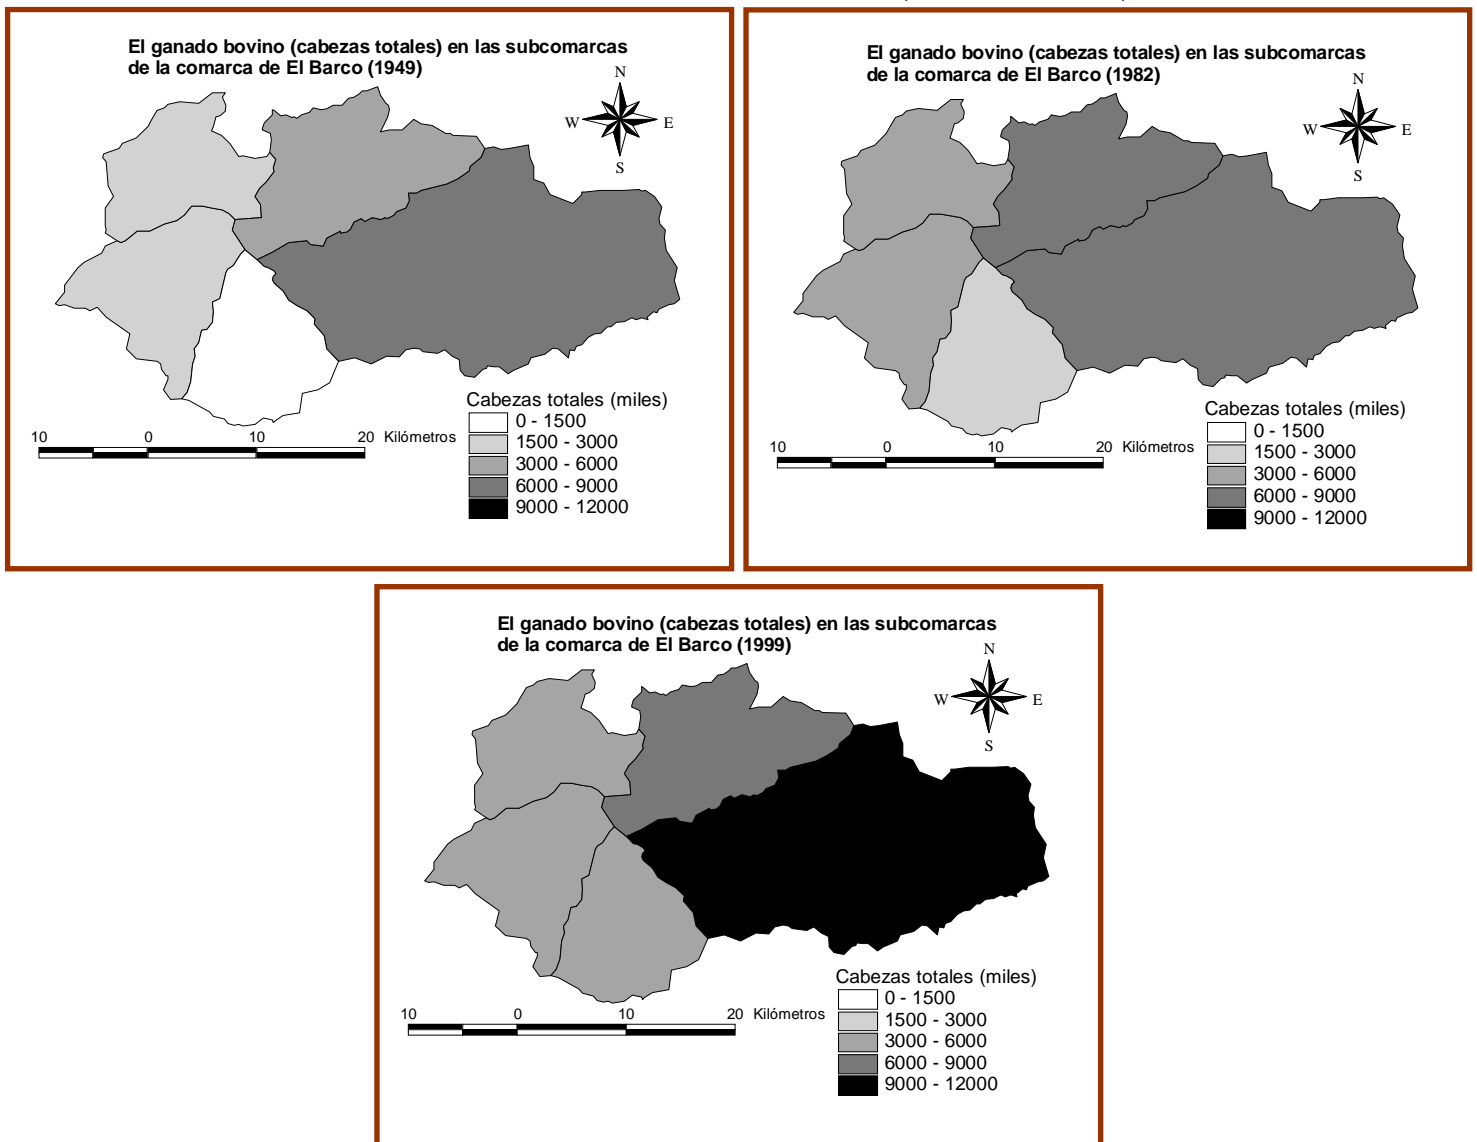 El ganado bovino (cabezas totales) en las subcomarcas
de la comarca de El Barco (1949)
N
W E
S
Cabezas totales (miles)
0 - 1500
1500 - 3000
3000 - 6000
6000 - 9000
9000 - 12000
10 0 10 20 Kilómetros
El ganado bovino (cabezas totales) en las subcomarcas
de la comarca de El Barco (1982)
N
W E
S
Cabezas totales (miles)
0 - 1500
1500 - 3000
3000 - 6000
6000 - 9000
9000 - 12000
10 0 10 20 Kilómetros
El ganado bovino (cabezas totales) en las subcomarcas
de la comarca de El Barco (1999)
N
W E
S
Cabezas totales (miles)
0 - 1500
1500 - 3000
3000 - 6000
6000 - 9000
9000 - 12000
10 0 10 20 Kilómetros